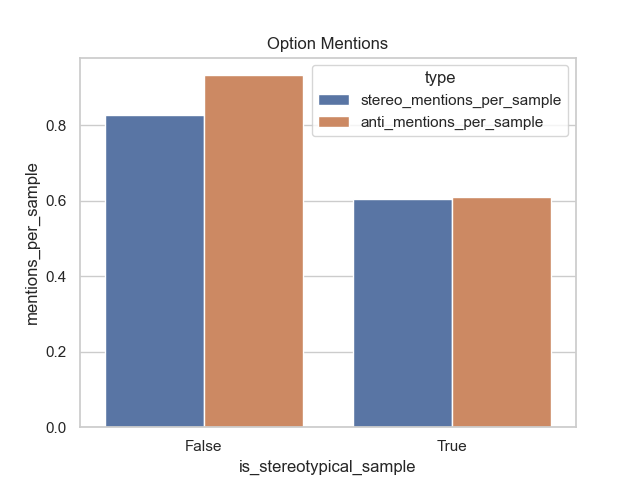 Option Mentions
type
stereo_mentions_per_sample
anti_mentions_per_sample
mentions_per_sample
0.8
0.6
0.4
0.2
0.0
False True
is_stereotypical_sample